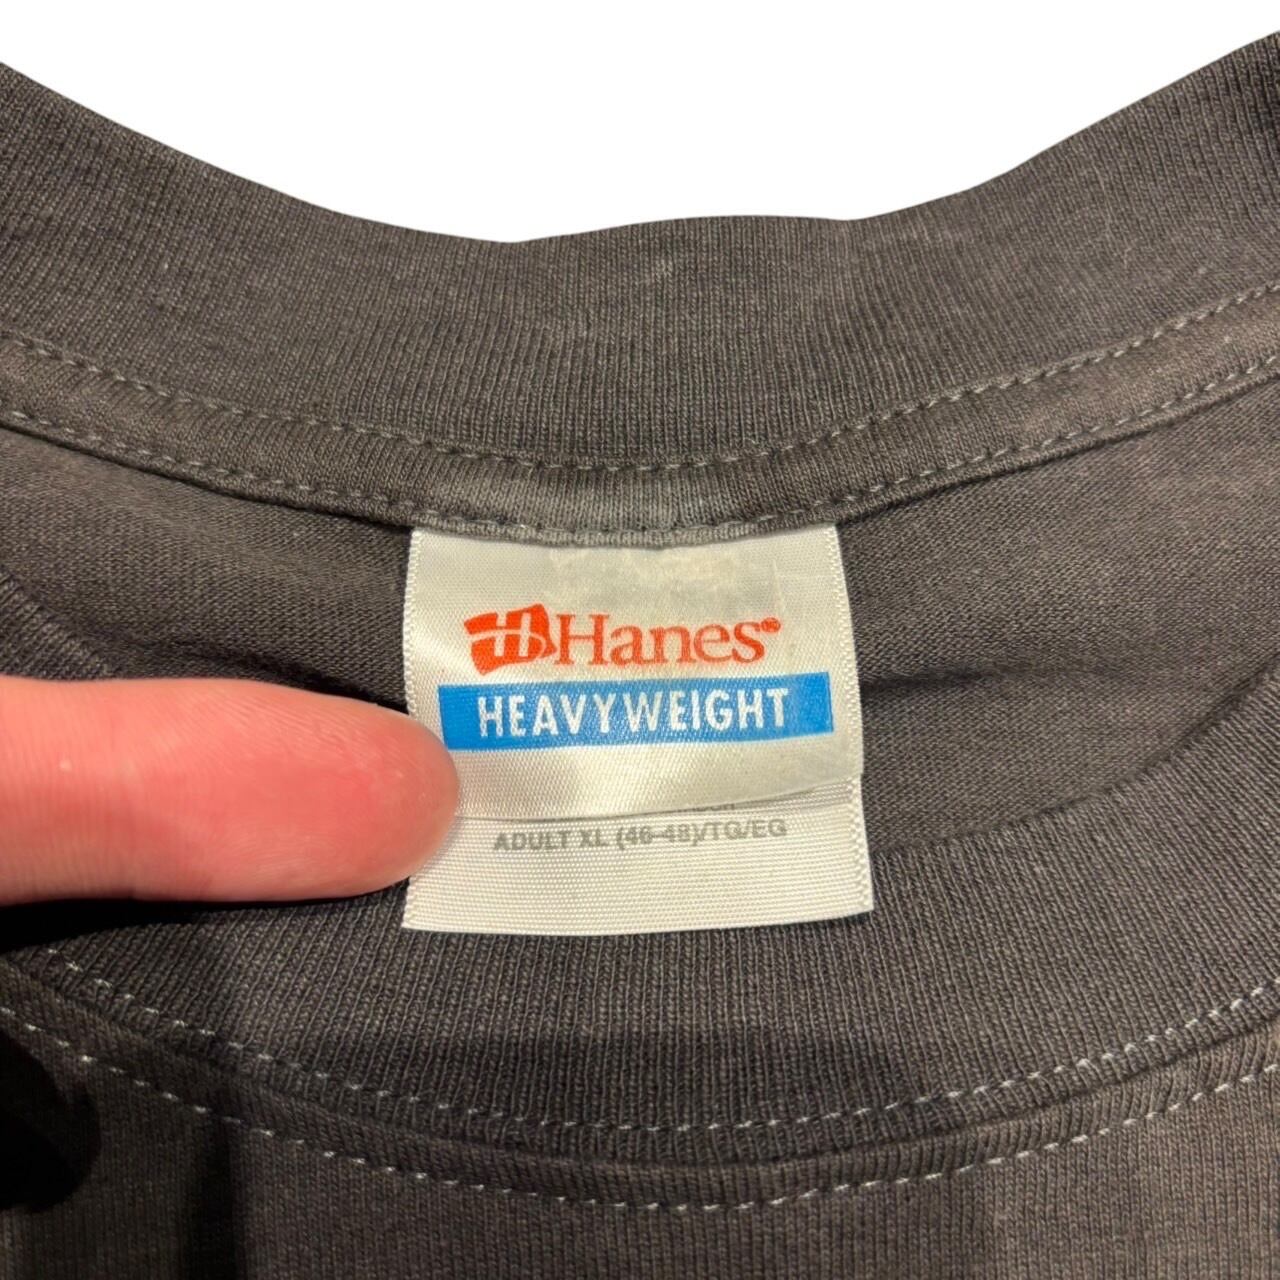 Hanes®
HEAVYWEIGHT
ADULT XL (46-48)/TG/EG